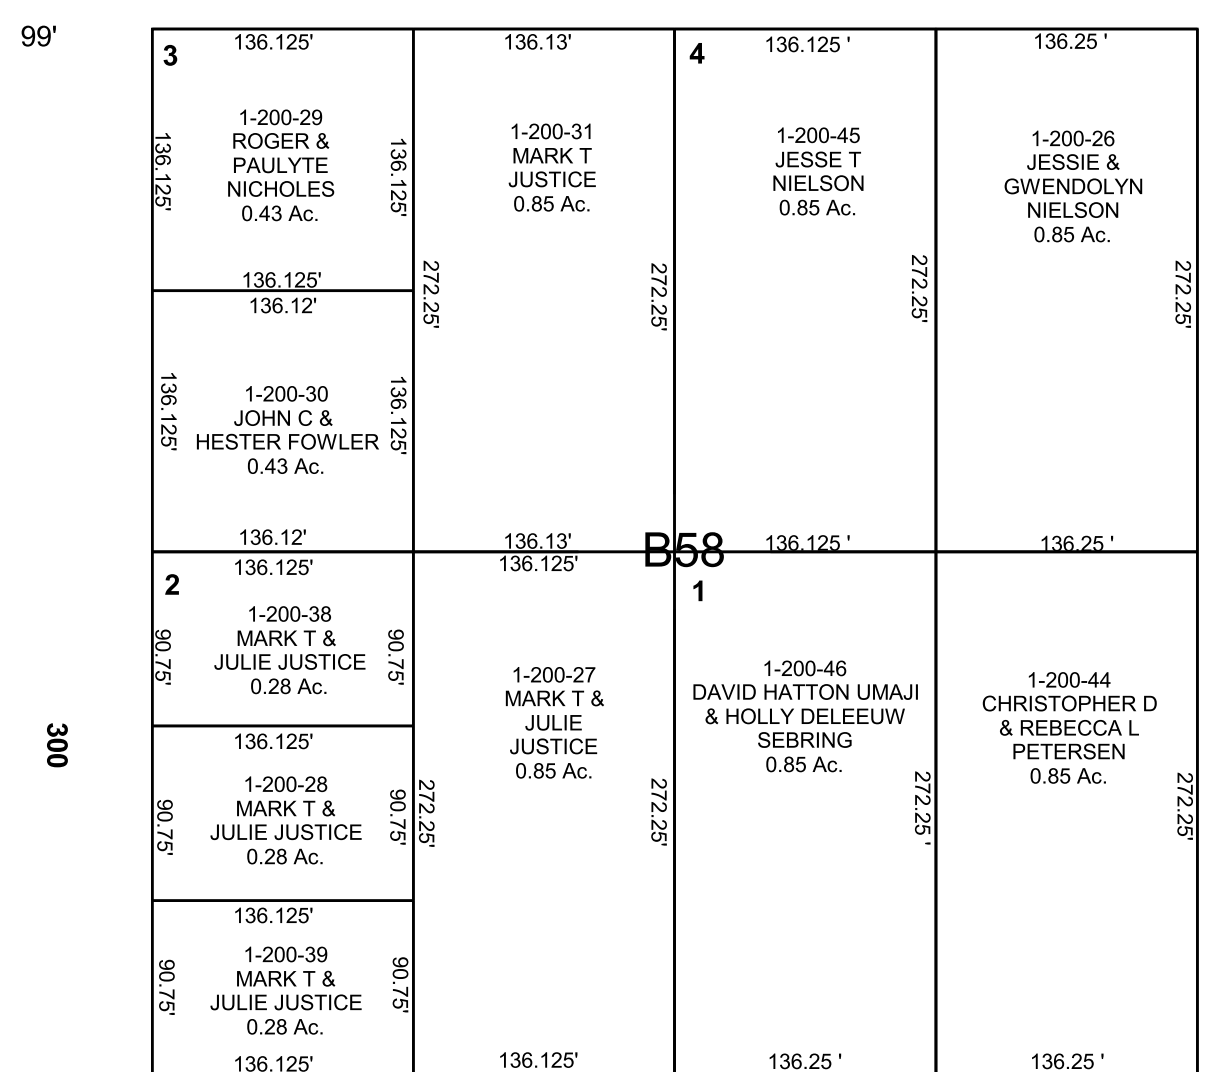 99'
3
136.125'
1-200-29
ROGER &
PAULYTE
NICHOLES
0.43 Ac.
136.125'
136.125'
136.125'
136.13'
1-200-31
MARK T
JUSTICE
0.85 Ac.
272.25'
272.25'
136.13'
4
136.125 '
1-200-45
JESSE T
NIELSON
0.85 Ac.
272.25'
136.125 '
136.25 '
1-200-26
JESSIE &
GWENDOLYN
NIELSON
0.85 Ac.
272.25'
136.25 '
136.12'
136.125'
1-200-30
JOHN C &
HESTER FOWLER
0.43 Ac.
136.125'
136.12'
B58
2
136.125'
1-200-38
MARK T &
JULIE JUSTICE
0.28 Ac.
90.75'
90.75'
136.125'
1-200-28
MARK T &
JULIE JUSTICE
0.28 Ac.
90.75'
90.75'
136.125'
1-200-39
MARK T &
JULIE JUSTICE
0.28 Ac.
90.75'
90.75'
136.125'
136.125'
1-200-27
MARK T &
JULIE
JUSTICE
0.85 Ac.
272.25'
272.25'
136.125'
1
1-200-46
DAVID HATTON UMAJI
& HOLLY DELEEUW
SEBRING
0.85 Ac.
272.25 '
136.25 '
1-200-44
CHRISTOPHER D
& REBECCA L
PETERSEN
0.85 Ac.
272.25'
136.25 '
300